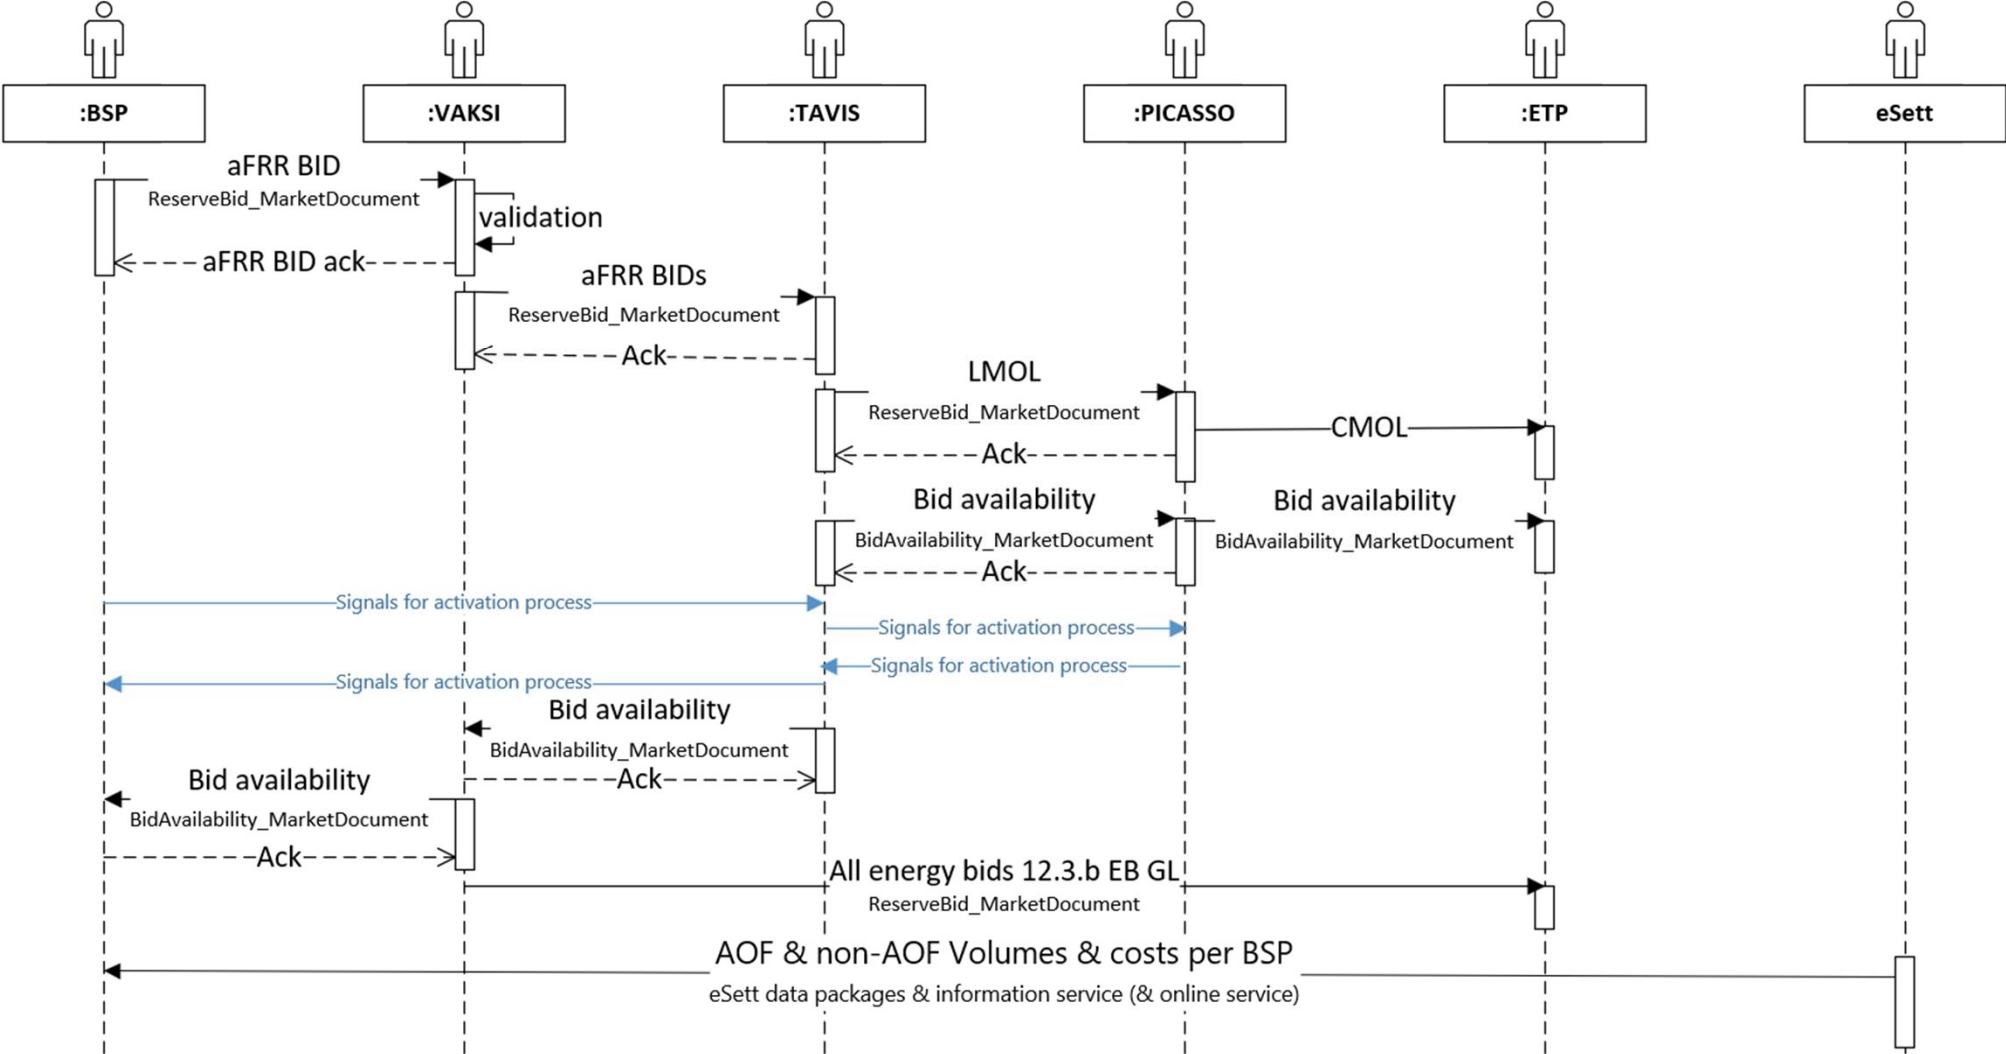 :BSP
:VAKSI
:TAVIS
:PICASSO
:ETP
eSett
aFRR BID
ReserveBid_MarketDocument
validation
aFRR BID ack
aFRR BIDs
ReserveBid_MarketDocument
Ack
LMOL
ReserveBid_MarketDocument
CMOL
Ack
Bid availability
Bid availability
BidAvailability_MarketDocument
BidAvailability_MarketDocument
Ack
Signals for activation process
Signals for activation process
Signals for activation process
Signals for activation process
Bid availability
BidAvailability_MarketDocument
Ack
Bid availability
BidAvailability_MarketDocument
Ack
All energy bids 12.3.b EB GL
ReserveBid_MarketDocument
AOF & non-AOF Volumes & costs per BSP
eSett data packages & information service (& online service)